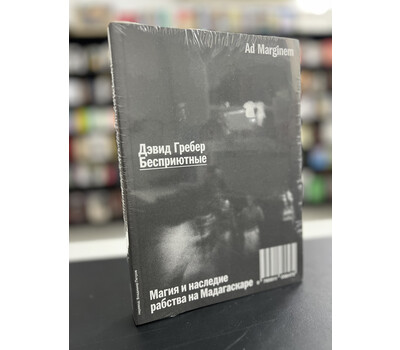 Ad Marginem
Дэвид Гребер
Бесприютные
Магия и наследие
рабства на Мадагаскаре